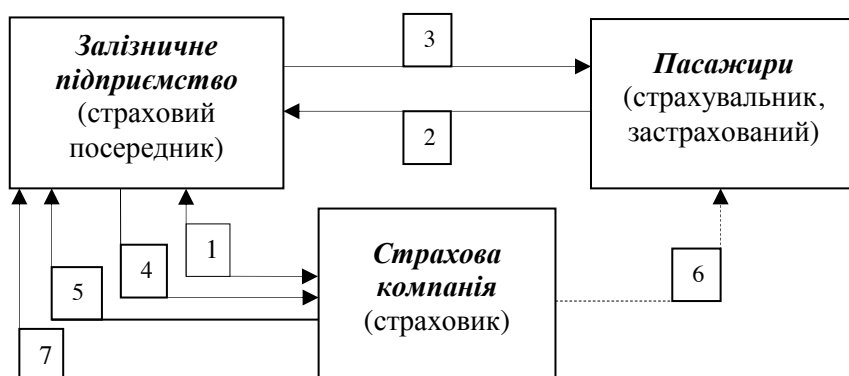 Залізничне
підприємство
(страховий
посередник)
3
2
Пасажири
(страхувальник,
застрахований)
1
4
5
7
Страхова
компанія
(страховик)
6